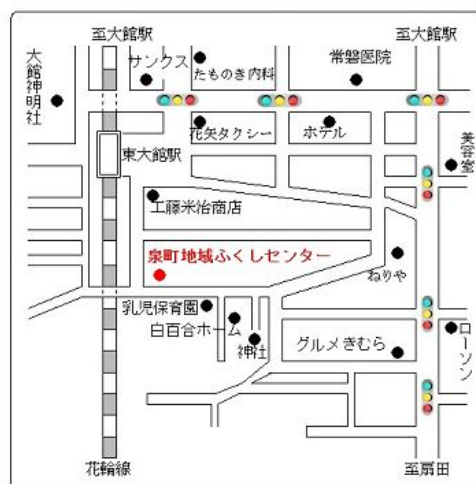 至大館駅
至大館駅
サンクス
たものき内科
常磐医院
大館神明社
花矢タクシー
ホテル
美容室
東大館駅
工藤米治商店
泉町地域ふくしセンター
ねりや
乳児保育園
白百合ホーム
神社
グルメきむら
ローソン
花輪線
至扇田